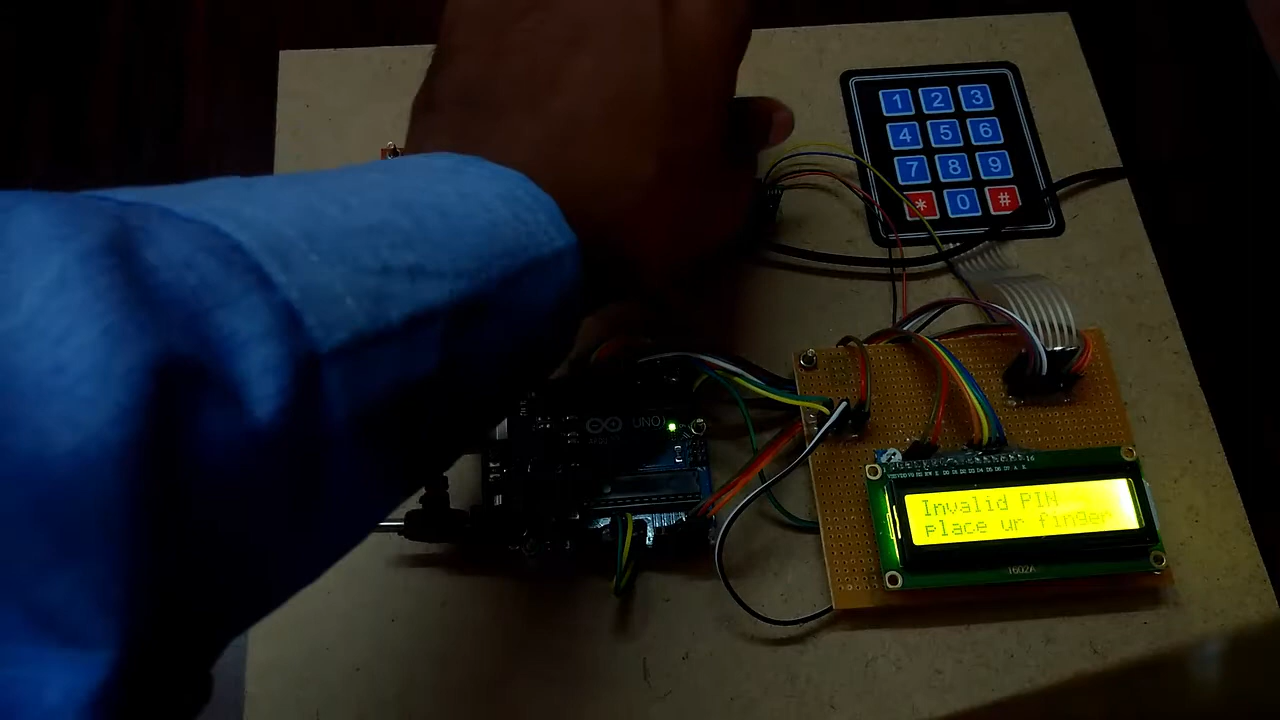 1 2 3
4 5 6
7 8 9
* 0 #
UNO
Invalid PIN
place ur finger
1602A